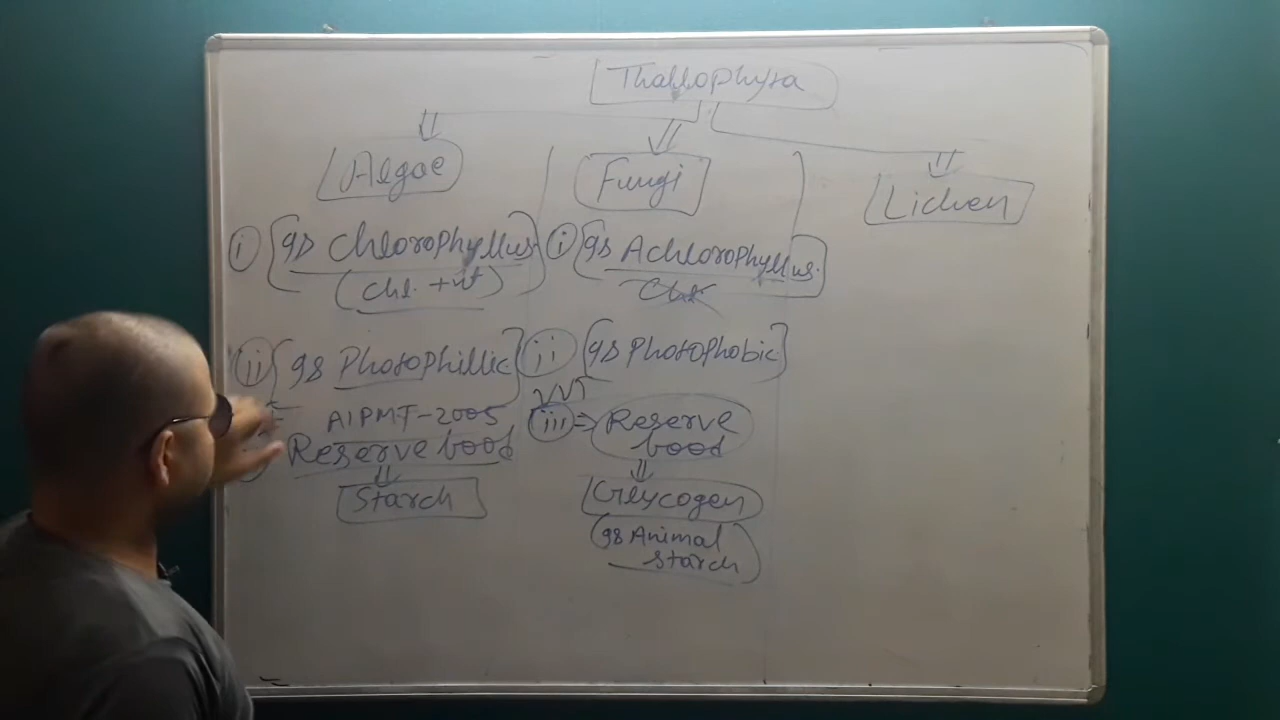 Thallophyta
Algae
Fungi
Lichen
i is Chlorophyllus.
(Chl. +nt)
ii is Photophillic
AIPMT-2005
Reserve food
Starch
i is Achlorophyllus.
ii is Photophobic
VVI
iii ⇒ Reserve
food
Glycogen
(is Animal
starch)